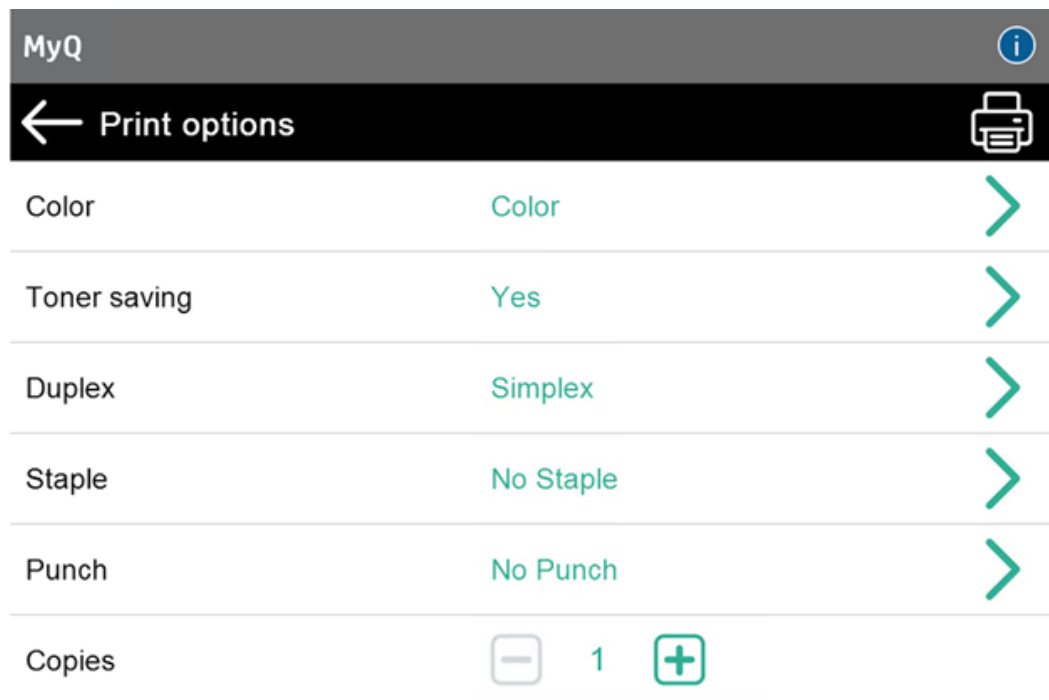 MyQ
i
Print options
Color Color
Toner saving Yes
Duplex Simplex
Staple No Staple
Punch No Punch
Copies 1